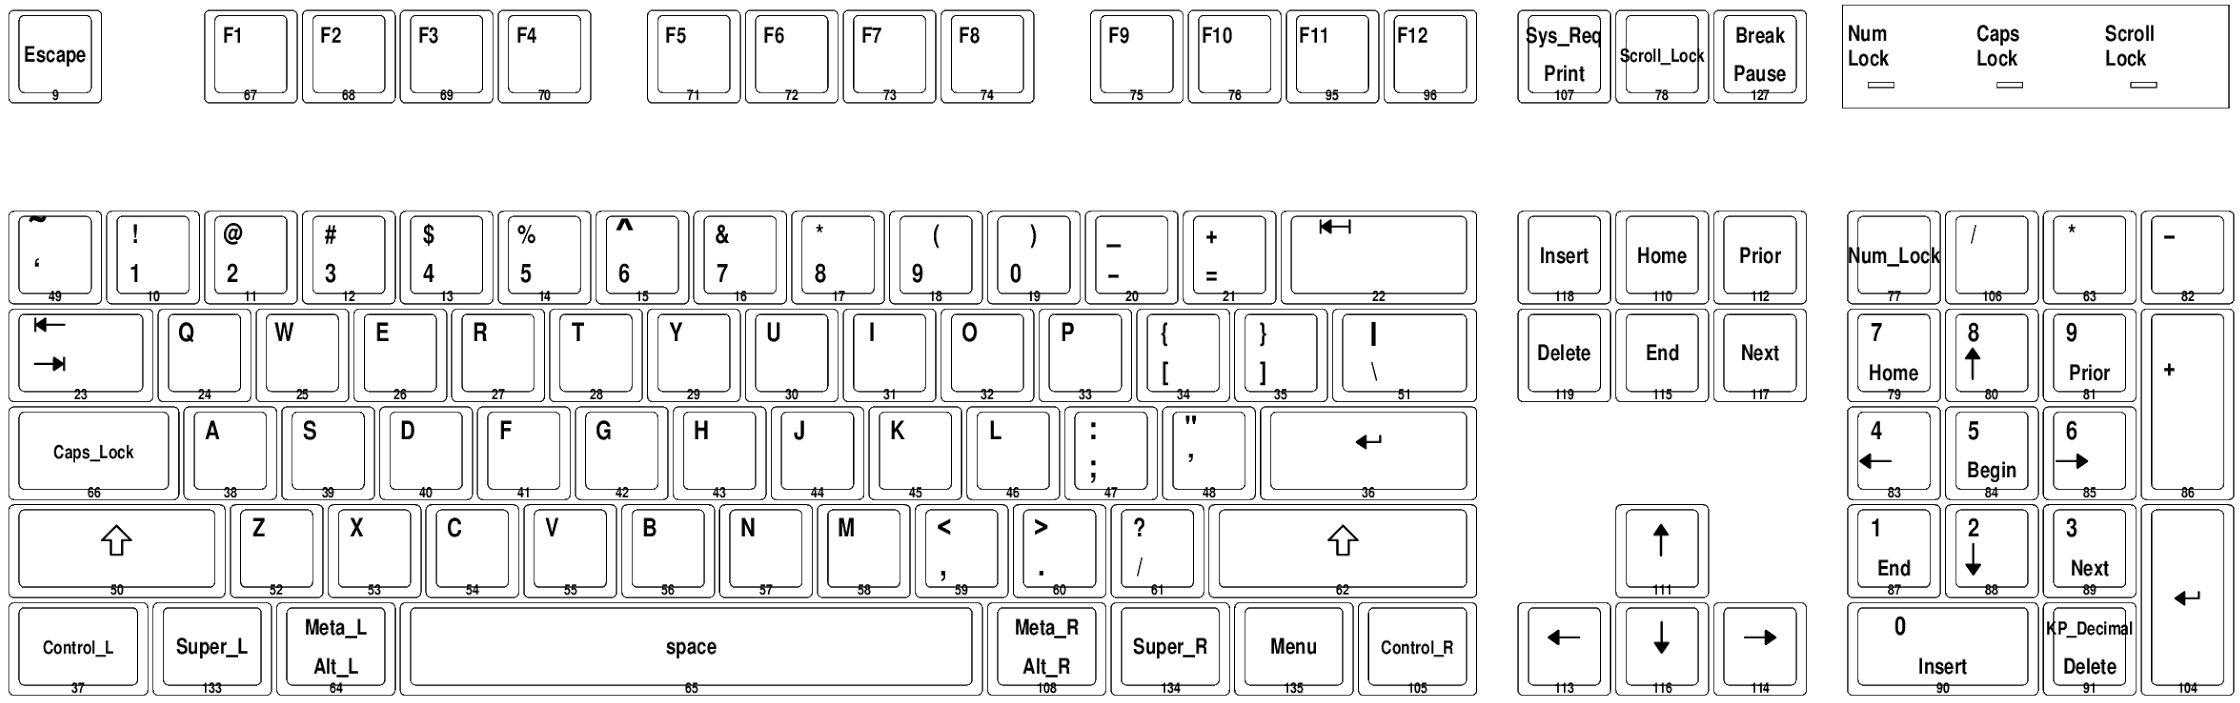 Escape F1 F2 F3 F4 F5 F6 F7 F8 F9 F10 F11 F12 Sys_Req Scroll_Lock Break Num Caps Scroll
Print Pause Lock Lock Lock
9 67 68 69 70 71 72 73 74 75 76 95 96 107 78 127
~ ! @ # $ % ^ & * ( ) _ + Insert Home Prior Num_Lock / * -
‘ 1 2 3 4 5 6 7 8 9 0 - =
49 10 11 12 13 14 15 16 17 18 19 20 21 22 118 110 112 77 106 63 82
Q W E R T Y U I O P { } | Delete End Next 7 8 9 +
[ ] \ Home Prior
23 24 25 26 27 28 29 30 31 32 33 34 35 51 119 115 117 79 80 81
Caps_Lock A S D F G H J K L : " 4 5 6
; ’ Begin
66 38 39 40 41 42 43 44 45 46 47 48 36 83 84 85 86
Z X C V B N M < > ? 1 2 3
, . / End Next
50 52 53 54 55 56 57 58 59 60 61 62 111 87 88 89
Control_L Super_L Meta_L space Meta_R Super_R Menu Control_R 0 KP_Decimal
Alt_L Alt_R Insert Delete
37 133 64 65 108 134 135 105 113 116 114 90 91 104